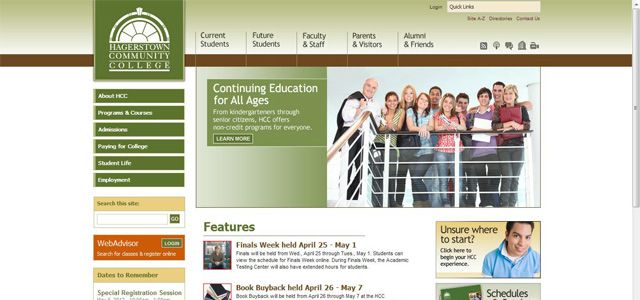 Login
Quick Links
Site A-Z Directories Contact Us
HAGERSTOWN
COMMUNITY
COLLEGE
Current
Students
Future
Students
Faculty
& Staff
Parents
& Visitors
Alumni
& Friends
About HCC
Programs & Courses
Admissions
Paying for College
Student Life
Employment
Search this site:
GO
WebAdvisor
LOGIN
Search for classes & register online
Dates to Remember
Special Registration Session
Continuing Education
for All Ages
From kindergarteners through
senior citizens, HCC offers
non-credit programs for everyone.
LEARN MORE
Features
Finals Week held April 25 - May 1
Finals will be held from Wed., April 25 through Tues., May 1. Students can
view the schedule for Finals Week online. During Finals Week, the Academic
Testing Center will also have extended hours for students.
Book Buyback held April 26 - May 7
Book Buyback will be held from April 26 through May 7 at the HCC
Unsure where
to start?
Click here to
begin your HCC
experience.
Schedules